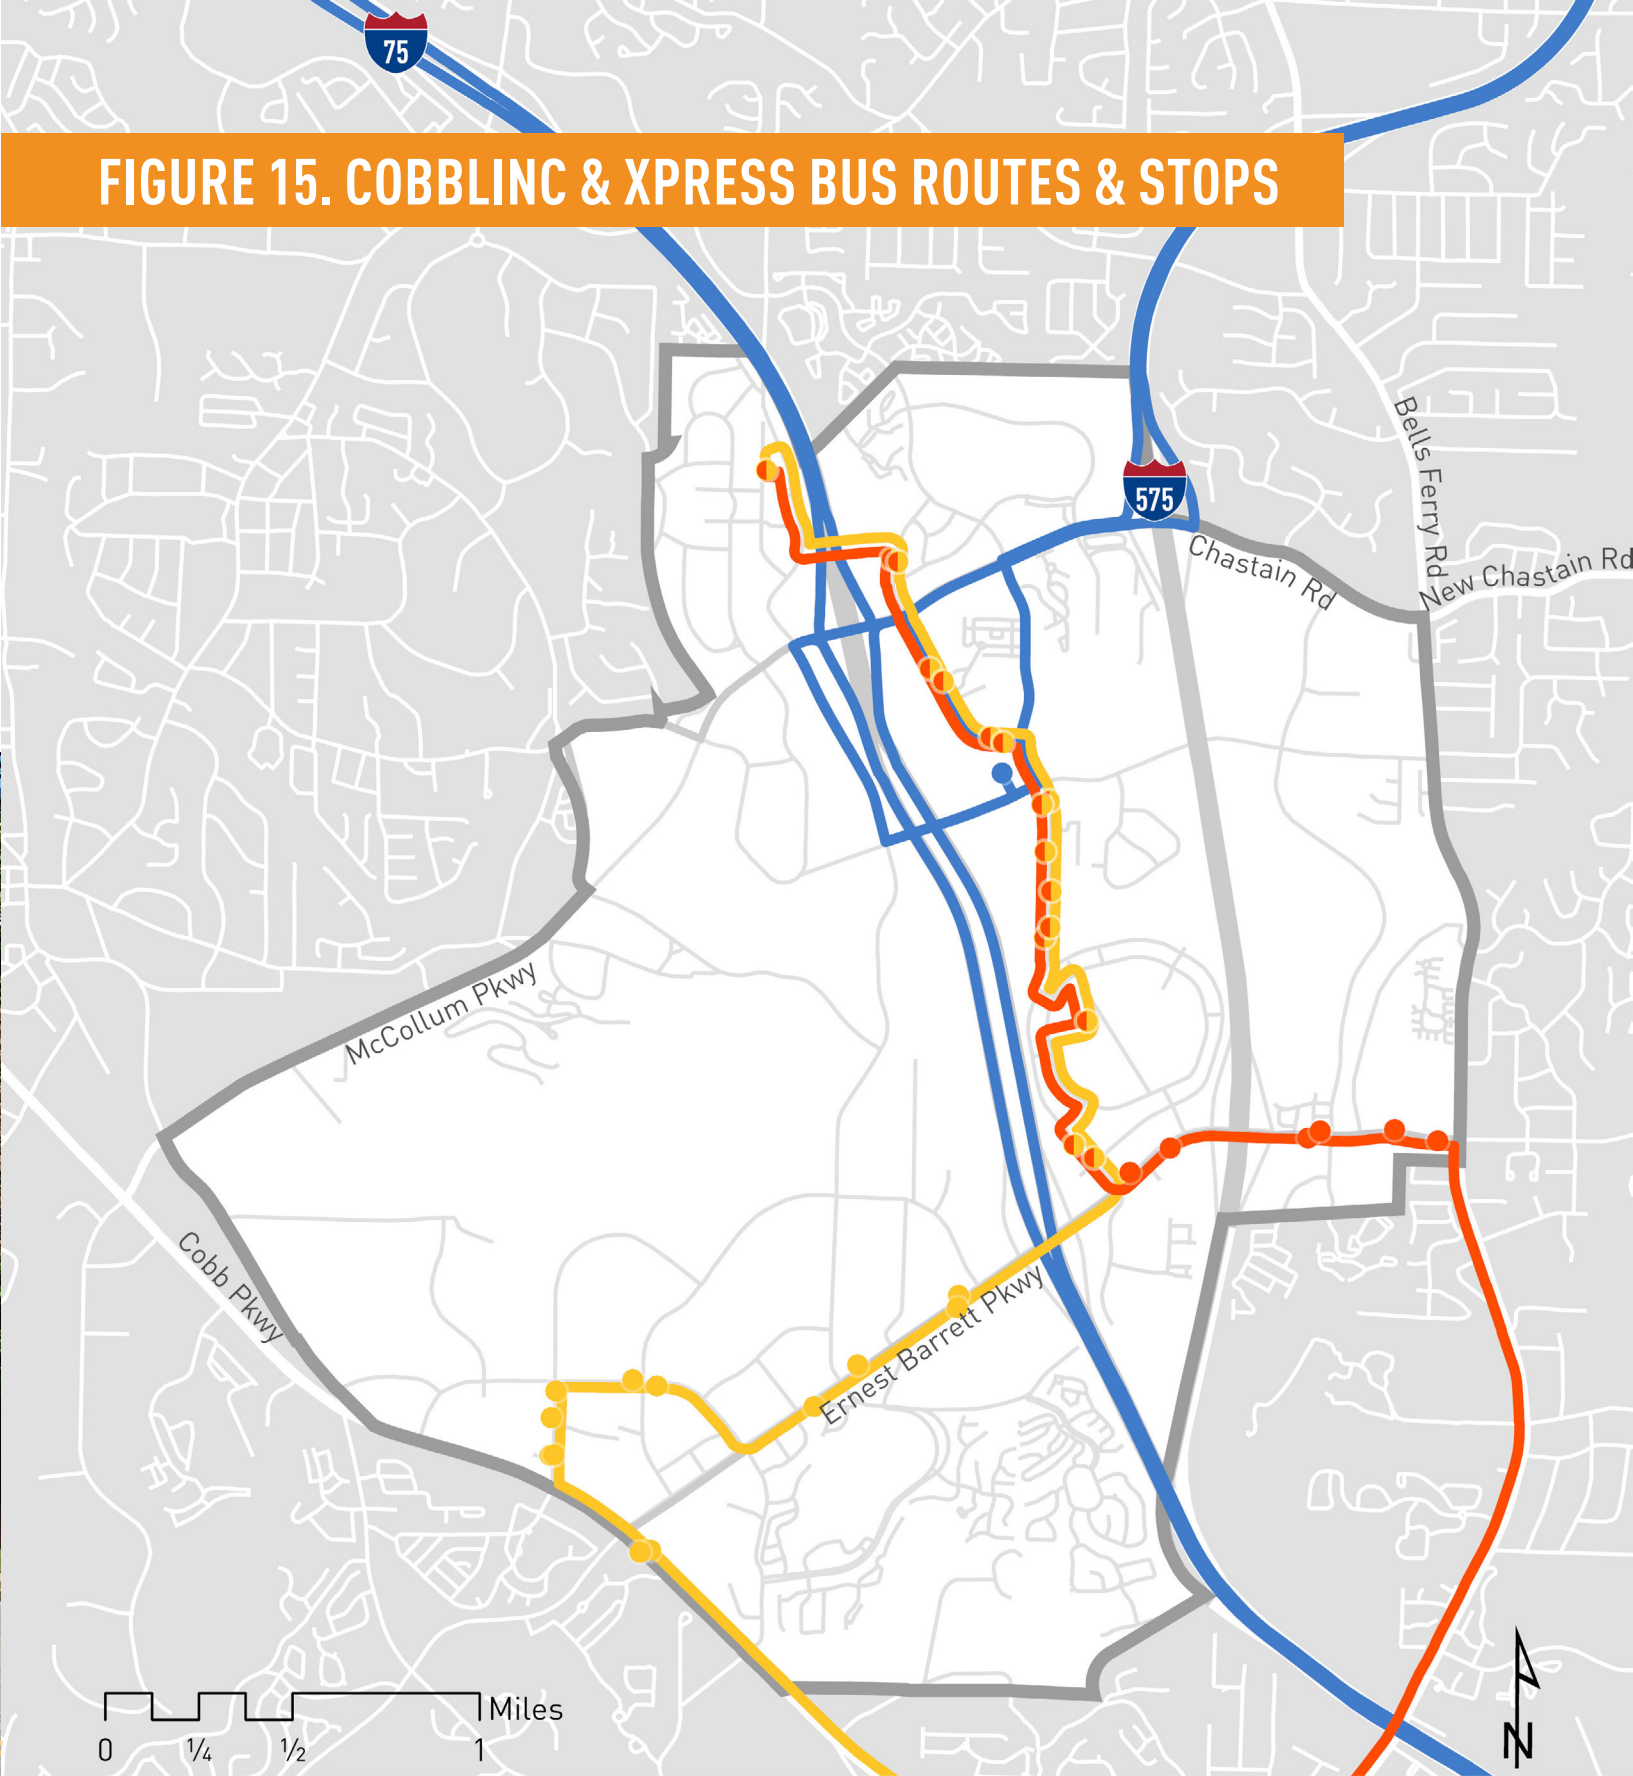 75
FIGURE 15. COBBLINC & XPRESS BUS ROUTES & STOPS
Bells Ferry Rd
575
Chastain Rd
New Chastain Rd
McCollum Pkwy
Cobb Pkwy
Ernest Barrett Pkwy
Miles
0 ¼ ½ 1
N